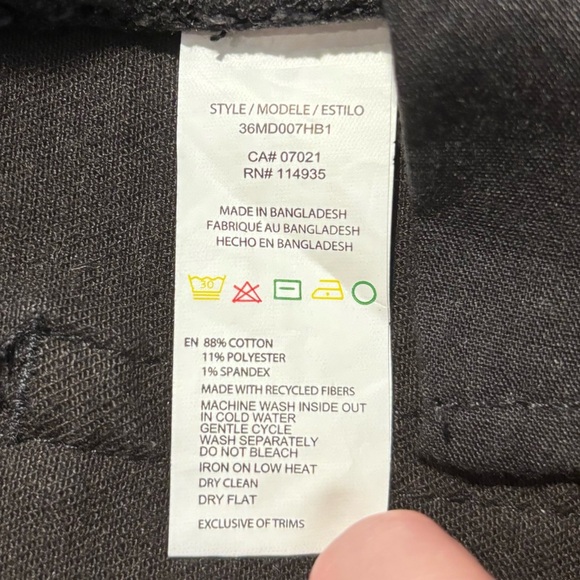 STYLE / MODELE / ESTILO
36MD007HB1
CA# 07021
RN# 114935
MADE IN BANGLADESH
FABRIQUÉ AU BANGLADESH
HECHO EN BANGLADESH
30
EN 88% COTTON
11% POLYESTER
1% SPANDEX
MADE WITH RECYCLED FIBERS
MACHINE WASH INSIDE OUT
IN COLD WATER
GENTLE CYCLE
WASH SEPARATELY
DO NOT BLEACH
IRON ON LOW HEAT
DRY CLEAN
DRY FLAT
EXCLUSIVE OF TRIMS